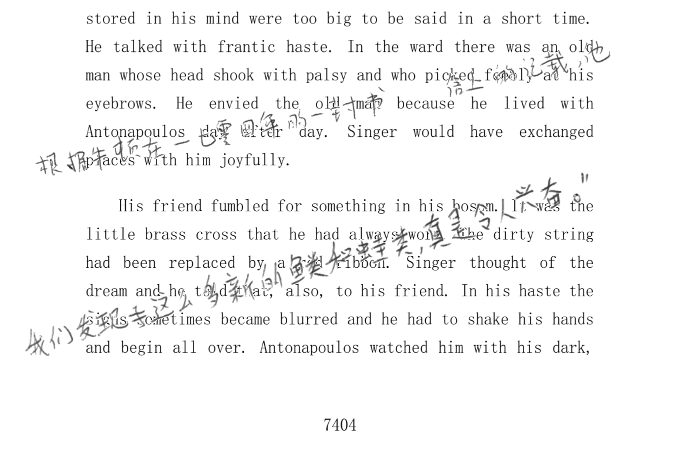 stored in his mind were too big to be said in a short time.
He talked with frantic haste. In the ward there was an old
man whose head shook with palsy and who picked feebly at his
eyebrows. He envied the old man because he lived with
Antonapoulos day after day. Singer would have exchanged
places with him joyfully.
根据牛顿在一七零四年的一封书信上的记载,他
His friend fumbled for something in his bosom. It was the
little brass cross that he had always worn. The dirty string
had been replaced by a red ribbon. Singer thought of the
dream and he told that, also, to his friend. In his haste the
signs sometimes became blurred and he had to shake his hands
and begin all over. Antonapoulos watched him with his dark,
我们发现了这么多新的鱼类和蛙类,真是令人兴奋。”
7404